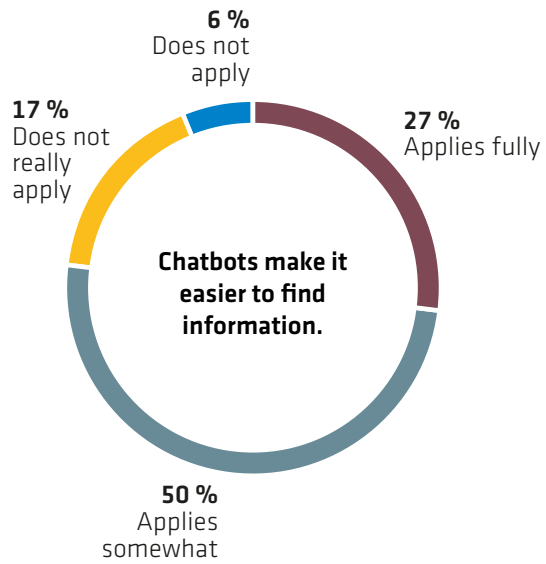 6 %
Does not
apply
17 %
Does not
really
apply
27 %
Applies fully
Chatbots make it
easier to find
information.
50 %
Applies
somewhat